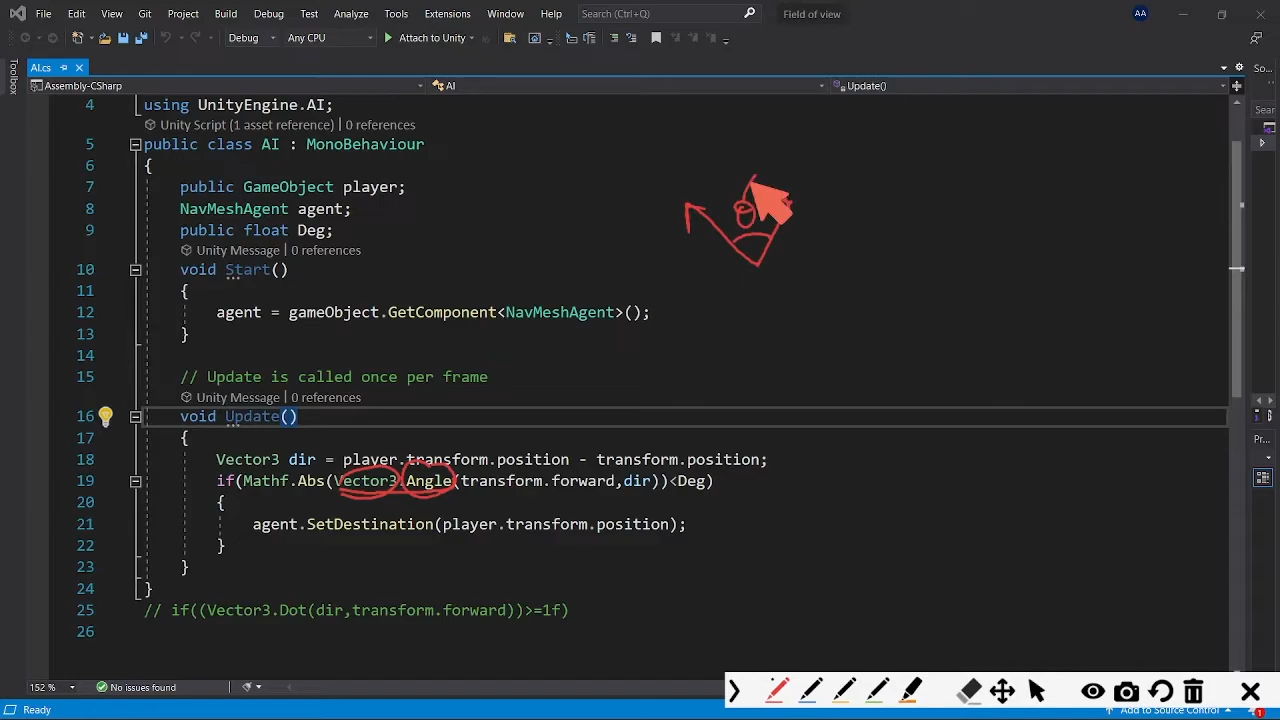 File Edit View Git Project Build Debug Test Analyze Tools Extensions Window Help Search (Ctrl+Q) Field of view AA
Debug Any CPU Attach to Unity
AI.cs
Toolbox
So...
Assembly-CSharp AI Update()
Sear
4 using UnityEngine.AI;
Unity Script (1 asset reference) | 0 references
5 public class AI : MonoBehaviour
6 {
7 public GameObject player;
8 NavMeshAgent agent;
9 public float Deg;
Unity Message | 0 references
10 void Start()
11 {
12 agent = gameObject.GetComponent<NavMeshAgent>();
13 }
14
15 // Update is called once per frame
Unity Message | 0 references
16 void Update()
17 {
Pr...
18 Vector3 dir = player.transform.position - transform.position;
19 if(Mathf.Abs(Vector3.Angle(transform.forward,dir))<Deg)
20 {
21 agent.SetDestination(player.transform.position);
22 }
23 }
24 }
25 // if((Vector3.Dot(dir,transform.forward))>=1f)
26
152 % No issues found
Ready Add to Source Control 1